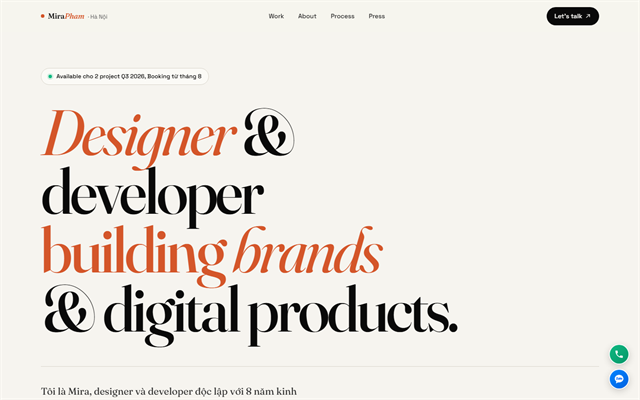 MiraPham · Hà Nội
Work
About
Process
Press
Let's talk ↗
Available cho 2 project Q3 2026, Booking từ tháng 8
Designer &
developer
building brands
& digital products.
Tôi là Mira, designer và developer độc lập với 8 năm kinh